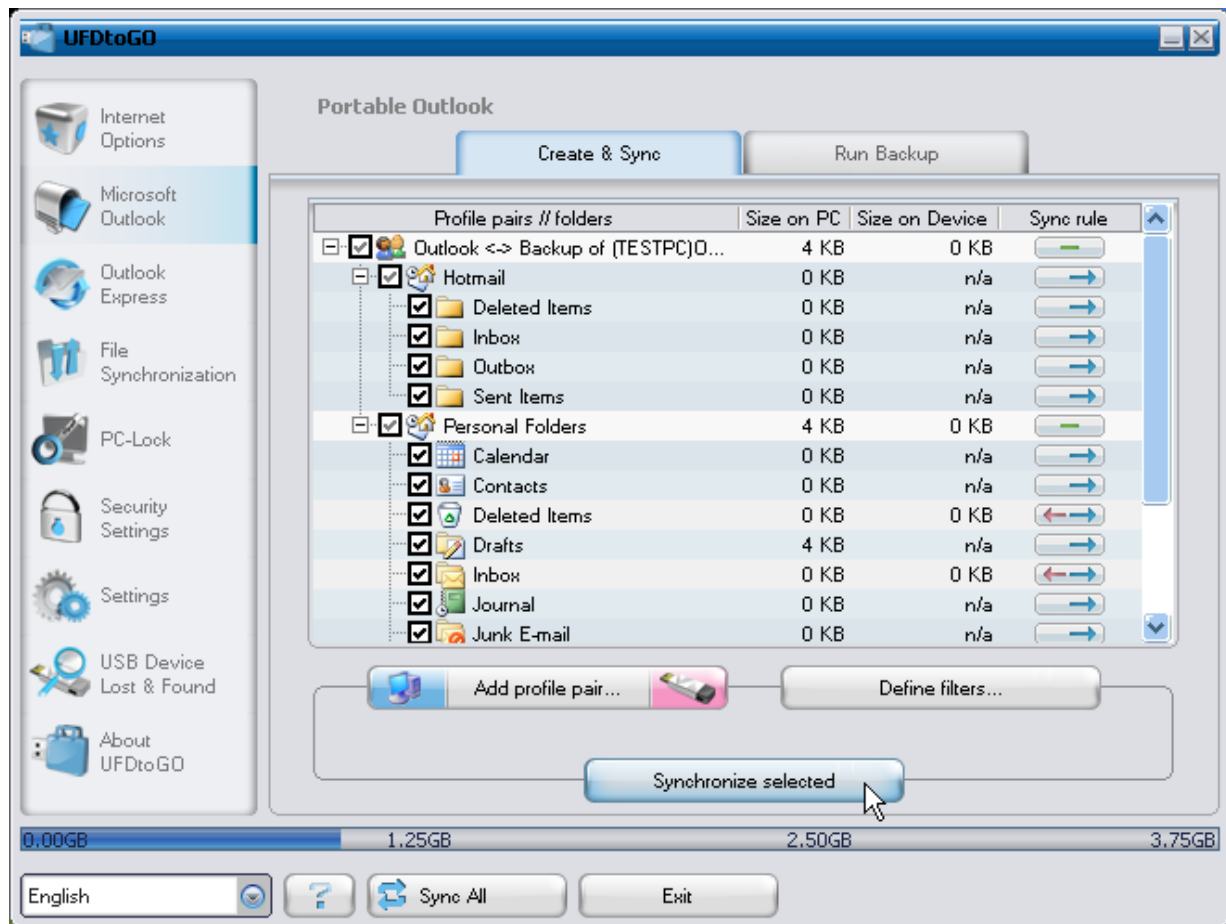 UFDtoGO
Internet
Options
Microsoft
Outlook
Outlook
Express
File
Synchronization
PC-Lock
Security
Settings
Settings
USB Device
Lost & Found
About
UFDtoGO
Portable Outlook
Create & Sync Run Backup
Profile pairs // folders Size on PC Size on Device Sync rule
Outlook <-> Backup of (TESTPC)O... 4 KB 0 KB
Hotmail 0 KB n/a
Deleted Items 0 KB n/a
Inbox 0 KB n/a
Outbox 0 KB n/a
Sent Items 0 KB n/a
Personal Folders 4 KB 0 KB
Calendar 0 KB n/a
Contacts 0 KB n/a
Deleted Items 0 KB 0 KB
Drafts 4 KB n/a
Inbox 0 KB 0 KB
Journal 0 KB n/a
Junk E-mail 0 KB n/a
Add profile pair... Define filters...
Synchronize selected
0.00GB 1.25GB 2.50GB 3.75GB
English ? Sync All Exit